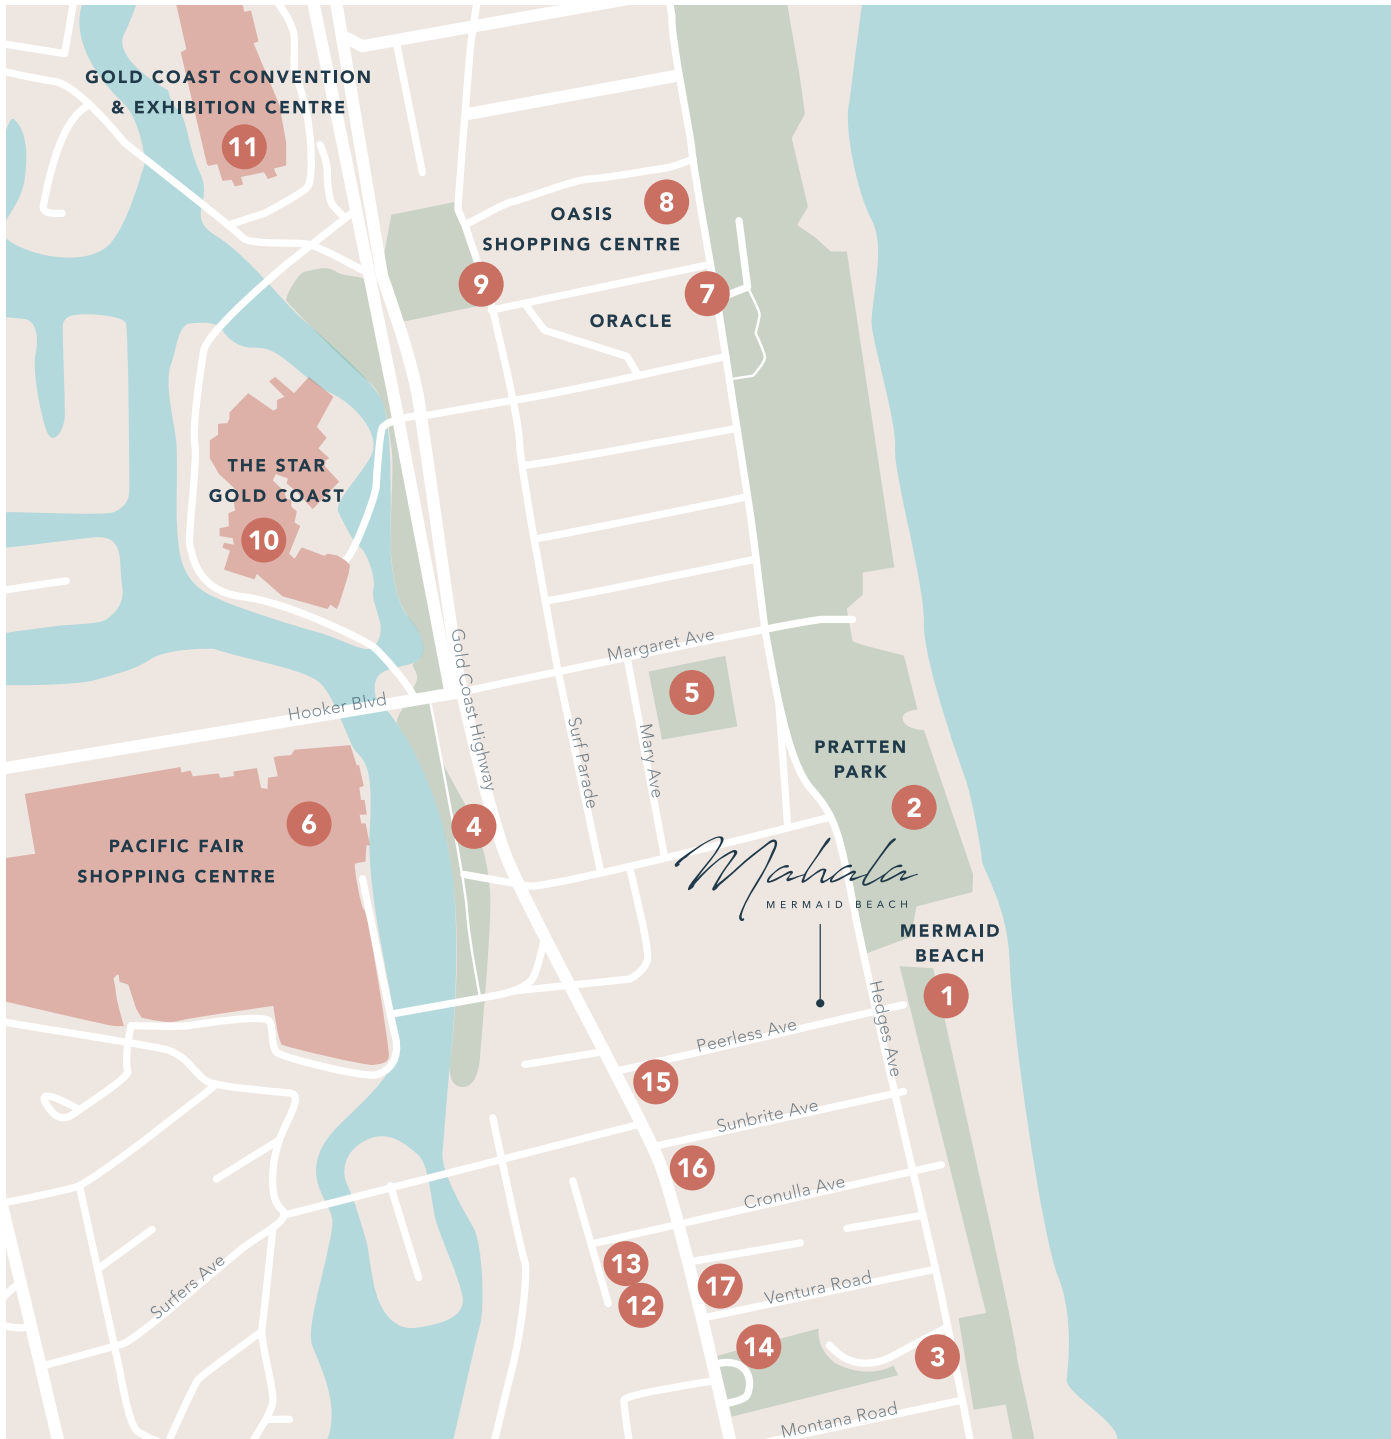 GOLD COAST CONVENTION
& EXHIBITION CENTRE
11
8
OASIS
SHOPPING CENTRE
9
7
ORACLE
THE STAR
GOLD COAST
10
Margaret Ave
Gold Coast Highway
Hooker Blvd
5
Surf Parade
Mary Ave
PRATTEN
PARK
2
6
4
PACIFIC FAIR
SHOPPING CENTRE
Mahala
MERMAID BEACH
MERMAID
BEACH
1
Hedges Ave
Peerless Ave
15
Sunbrite Ave
16
Cronulla Ave
13
12
17
Surfers Ave
Ventura Road
14
3
Montana Road